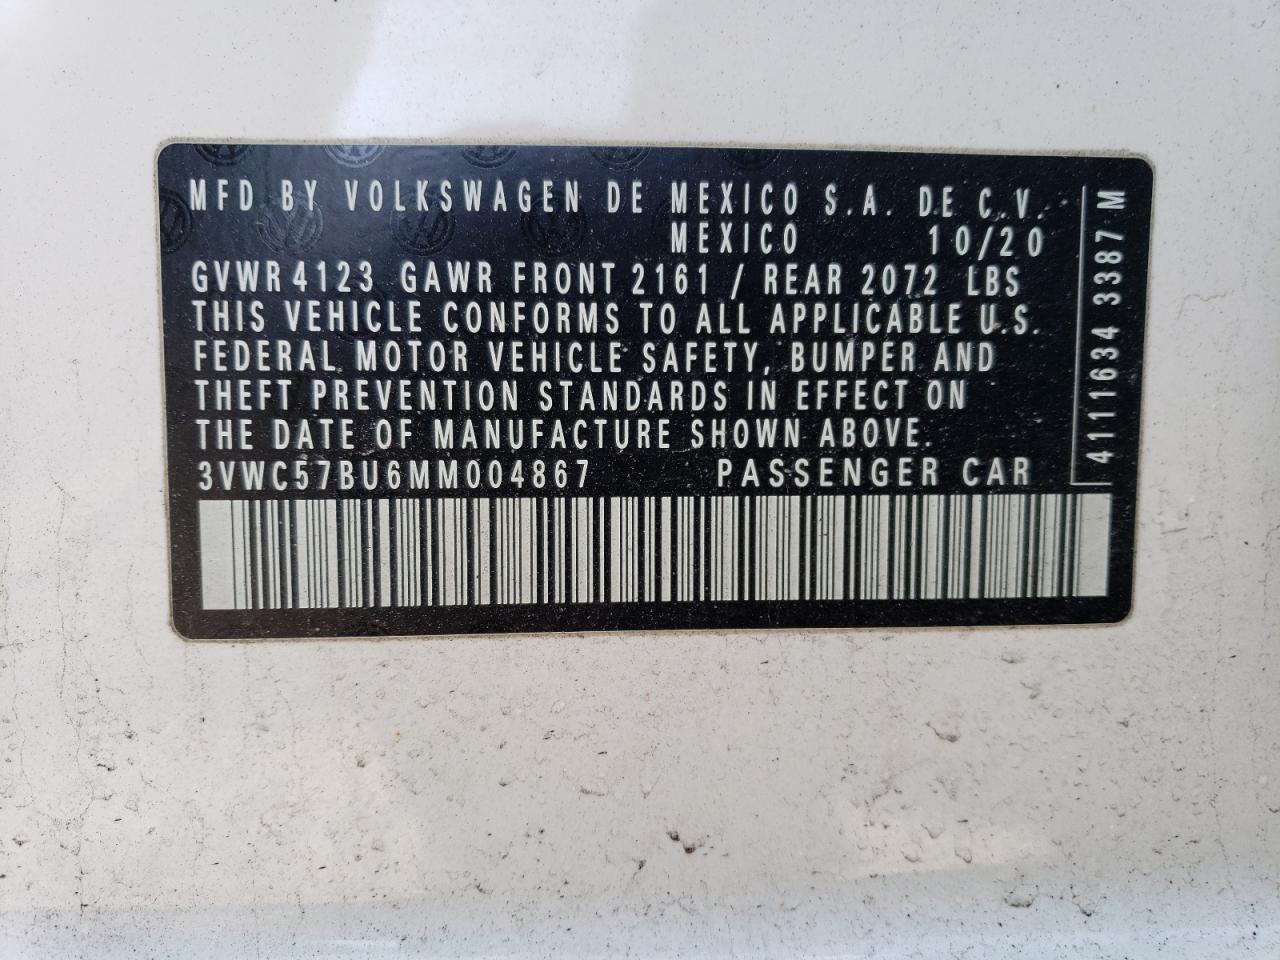 MFD BY VOLKSWAGEN DE MEXICO S.A. DE C.V.
MEXICO 10/20
GVWR 4123 GAWR FRONT 2161 / REAR 2072 LBS
THIS VEHICLE CONFORMS TO ALL APPLICABLE U.S.
FEDERAL MOTOR VEHICLE SAFETY, BUMPER AND
THEFT PREVENTION STANDARDS IN EFFECT ON
THE DATE OF MANUFACTURE SHOWN ABOVE.
3VWC57BU6MM004867 PASSENGER CAR
4111634 3387 M